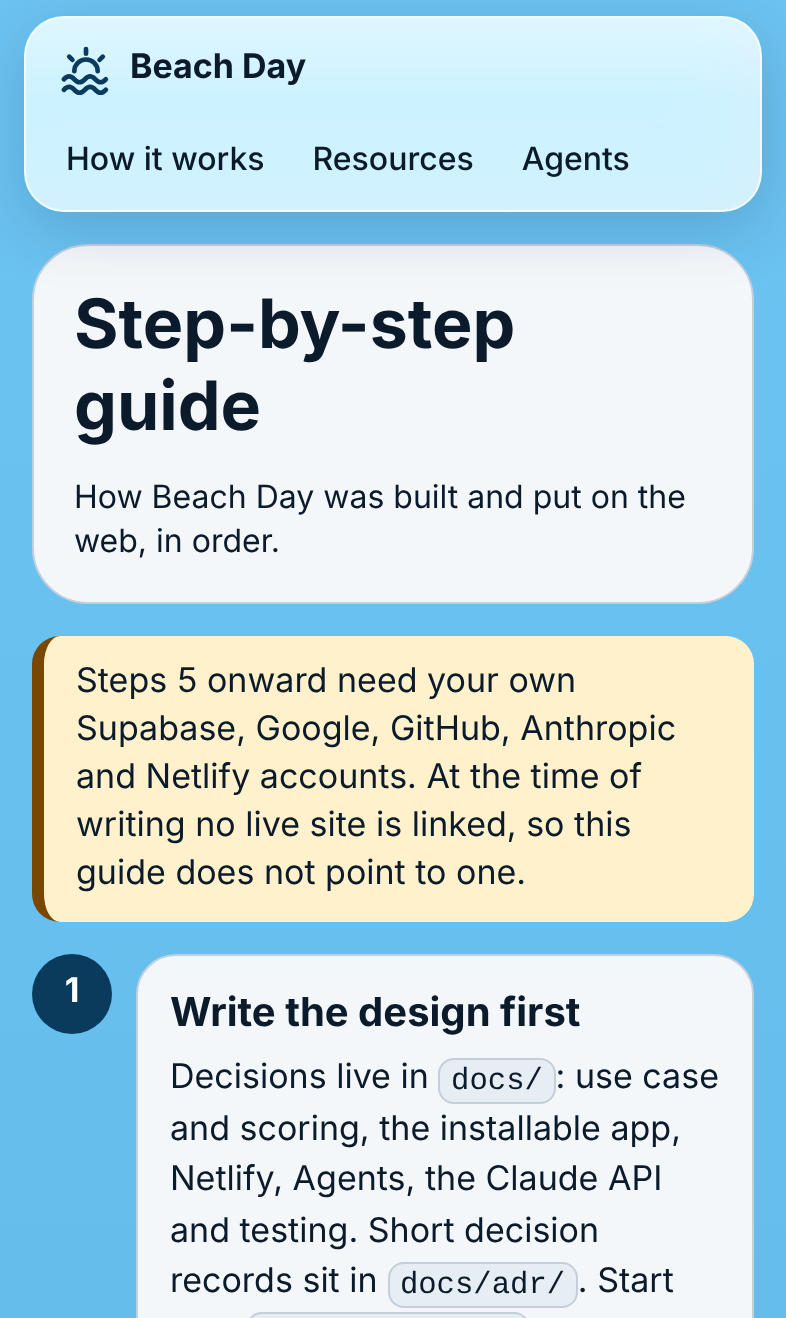 Beach Day
How it works Resources Agents
Step-by-step
guide
How Beach Day was built and put on the
web, in order.
Steps 5 onward need your own
Supabase, Google, GitHub, Anthropic
and Netlify accounts. At the time of
writing no live site is linked, so this
guide does not point to one.
1
Write the design first
Decisions live in docs/: use case
and scoring, the installable app,
Netlify, Agents, the Claude API
and testing. Short decision
records sit in docs/adr/. Start